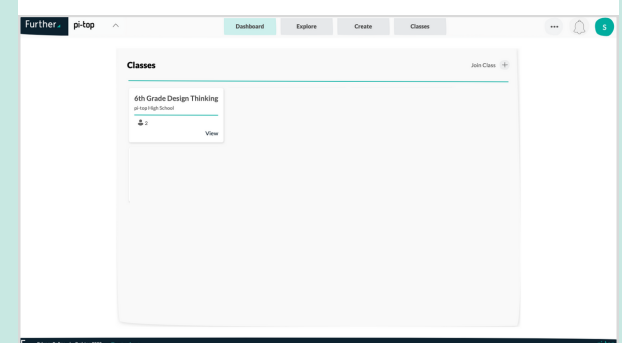 Further. pi-top
Dashboard Explore Create Classes
S
Classes
Join Class +
6th Grade Design Thinking
pi-top High School
2
View